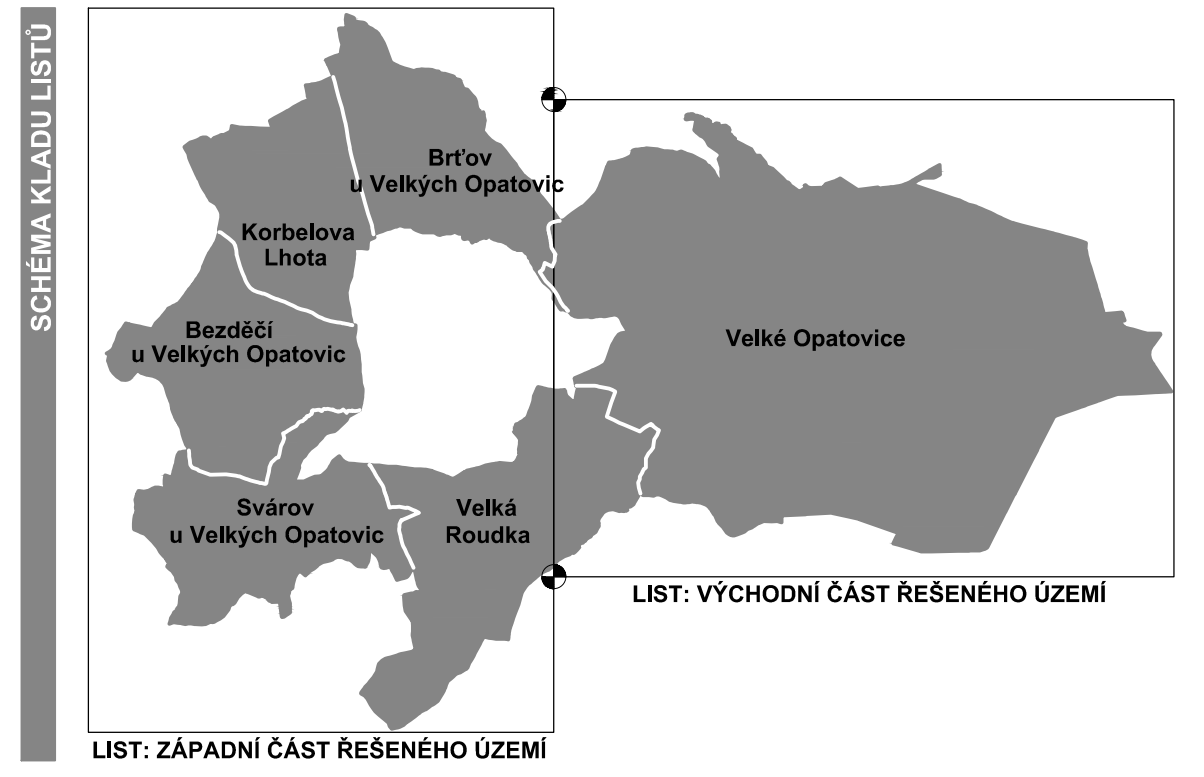 SCHÉMA KLADU LISTŮ
Brťov
u Velkých Opatovic
Korbelova
Lhota
Bezděčí
u Velkých Opatovic
Velké Opatovice
Svárov
u Velkých Opatovic
Velká
Roudka
LIST: VÝCHODNÍ ČÁST ŘEŠENÉHO ÚZEMÍ
LIST: ZÁPADNÍ ČÁST ŘEŠENÉHO ÚZEMÍ